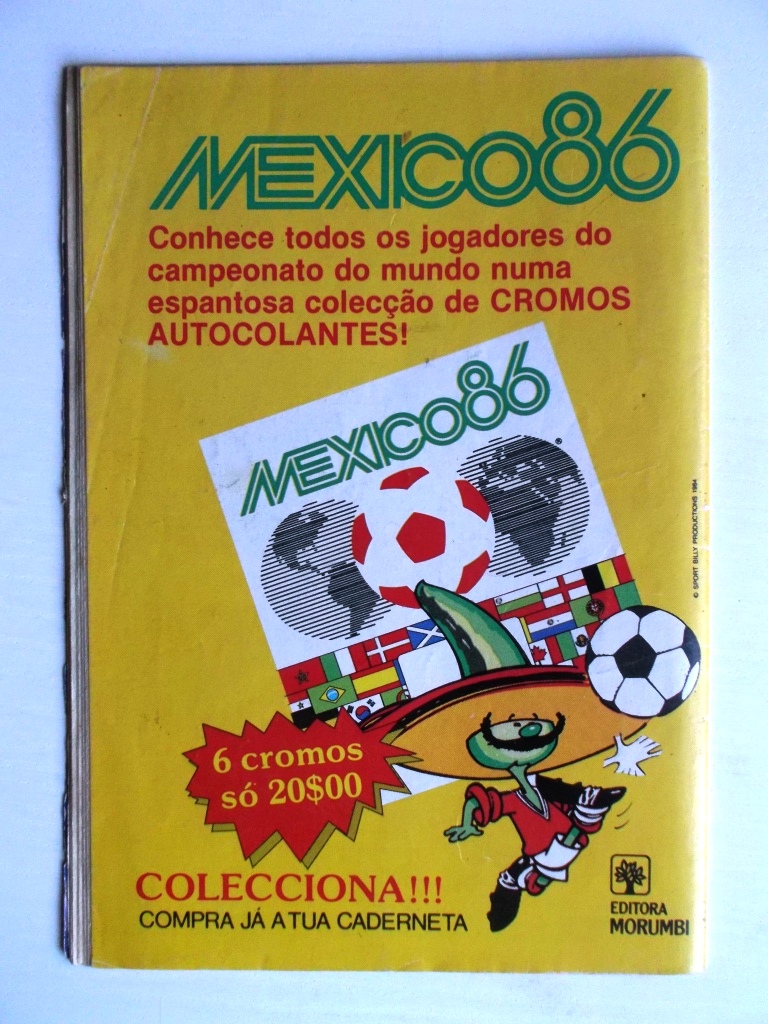 MEXICO86
Conhece todos os jogadores do
campeonato do mundo numa
espantosa colecção de CROMOS
AUTOCOLANTES!
MEXICO86
®
© SPORT BILLY PRODUCTIONS 1984
6 cromos
só 20$00
COLECCIONA!!!
COMPRA JÁ A TUA CADERNETA
EDITORA
MORUMBI